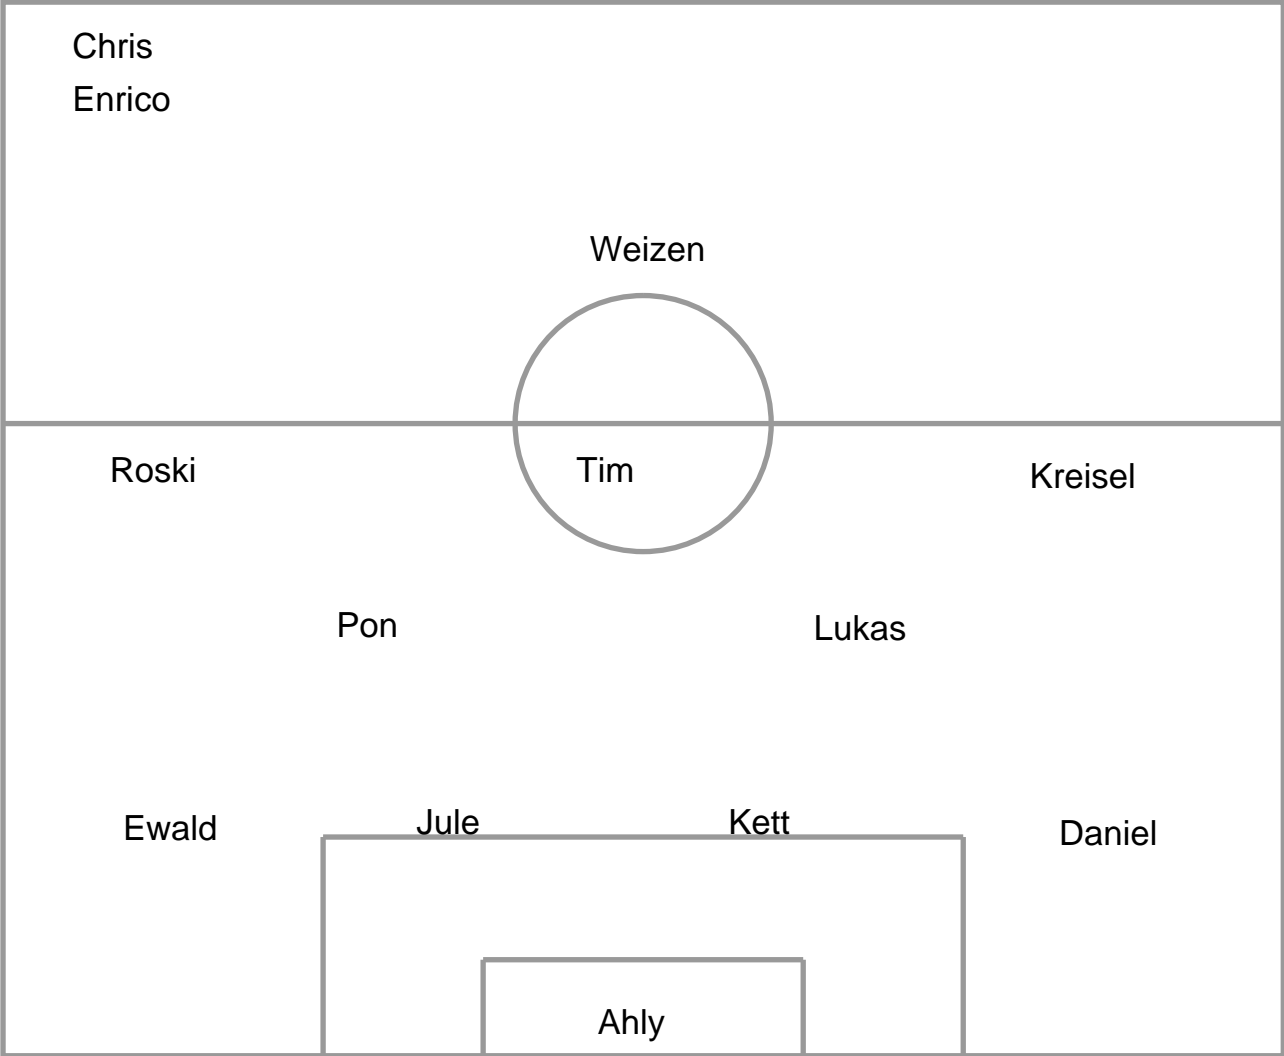 Chris
Enrico
Weizen
Roski Tim Kreisel
Pon Lukas
Ewald Jule Kett Daniel
Ahly